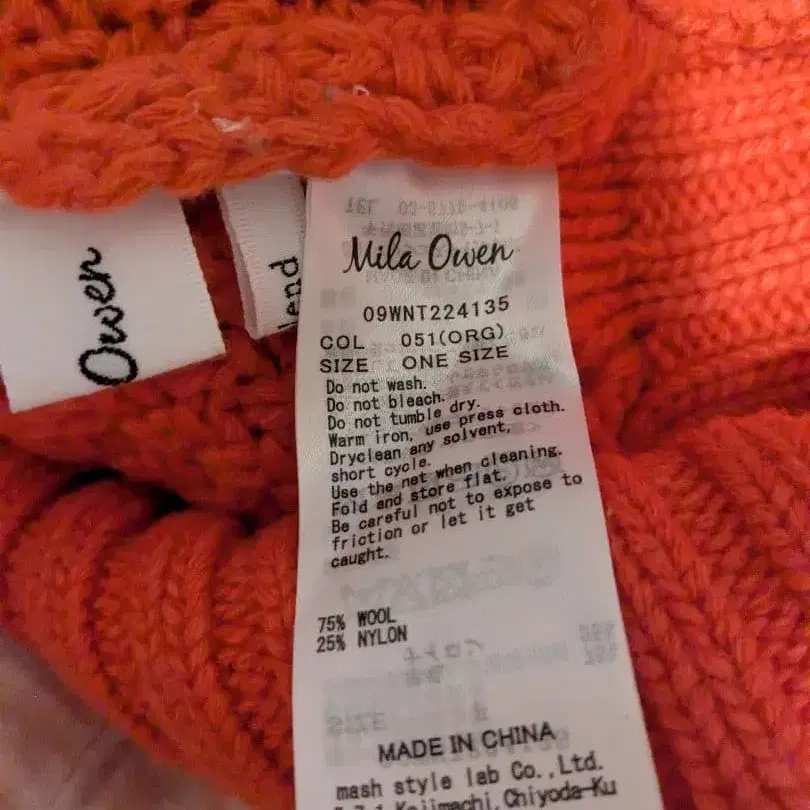 Owen
lend
Mila Owen
09WNT224135
COL 051(ORG)
SIZE ONE SIZE
Do not wash.
Do not bleach.
Do not tumble dry.
Warm iron, use press cloth.
Dryclean any solvent,
short cycle.
Use the net when cleaning.
Fold and store flat.
Be careful not to expose to
friction or let it get
caught.
75% WOOL
25% NYLON
MADE IN CHINA
mash style lab Co.,Ltd.
Kojimachi,Chiyoda-Ku